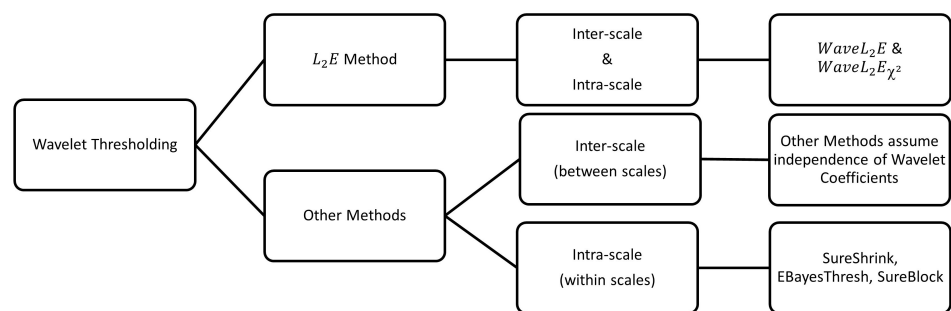 Wavelet Thresholding
L₂E Method
Inter-scale
&
Intra-scale
WaveL₂E &
WaveL₂E_χ²
Other Methods
Inter-scale
(between scales)
Other Methods assume
independence of Wavelet
Coefficients
Intra-scale
(within scales)
SureShrink,
EBayesThresh, SureBlock